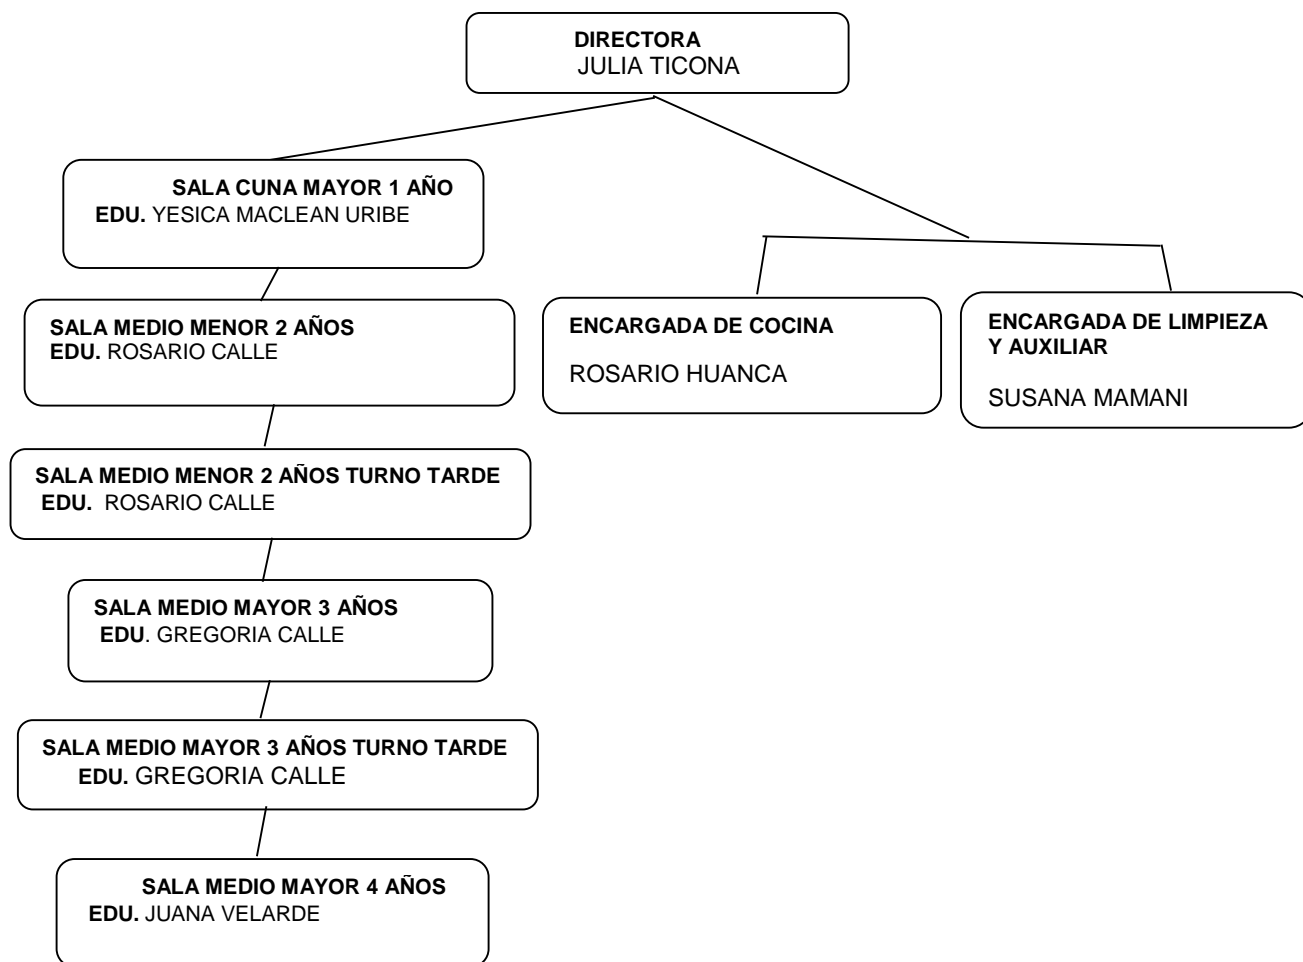 DIRECTORA
JULIA TICONA
SALA CUNA MAYOR 1 AÑO
EDU. YESICA MACLEAN URIBE
SALA MEDIO MENOR 2 AÑOS
EDU. ROSARIO CALLE
ENCARGADA DE COCINA
ROSARIO HUANCA
ENCARGADA DE LIMPIEZA
Y AUXILIAR
SUSANA MAMANI
SALA MEDIO MENOR 2 AÑOS TURNO TARDE
EDU. ROSARIO CALLE
SALA MEDIO MAYOR 3 AÑOS
EDU. GREGORIA CALLE
SALA MEDIO MAYOR 3 AÑOS TURNO TARDE
EDU. GREGORIA CALLE
SALA MEDIO MAYOR 4 AÑOS
EDU. JUANA VELARDE